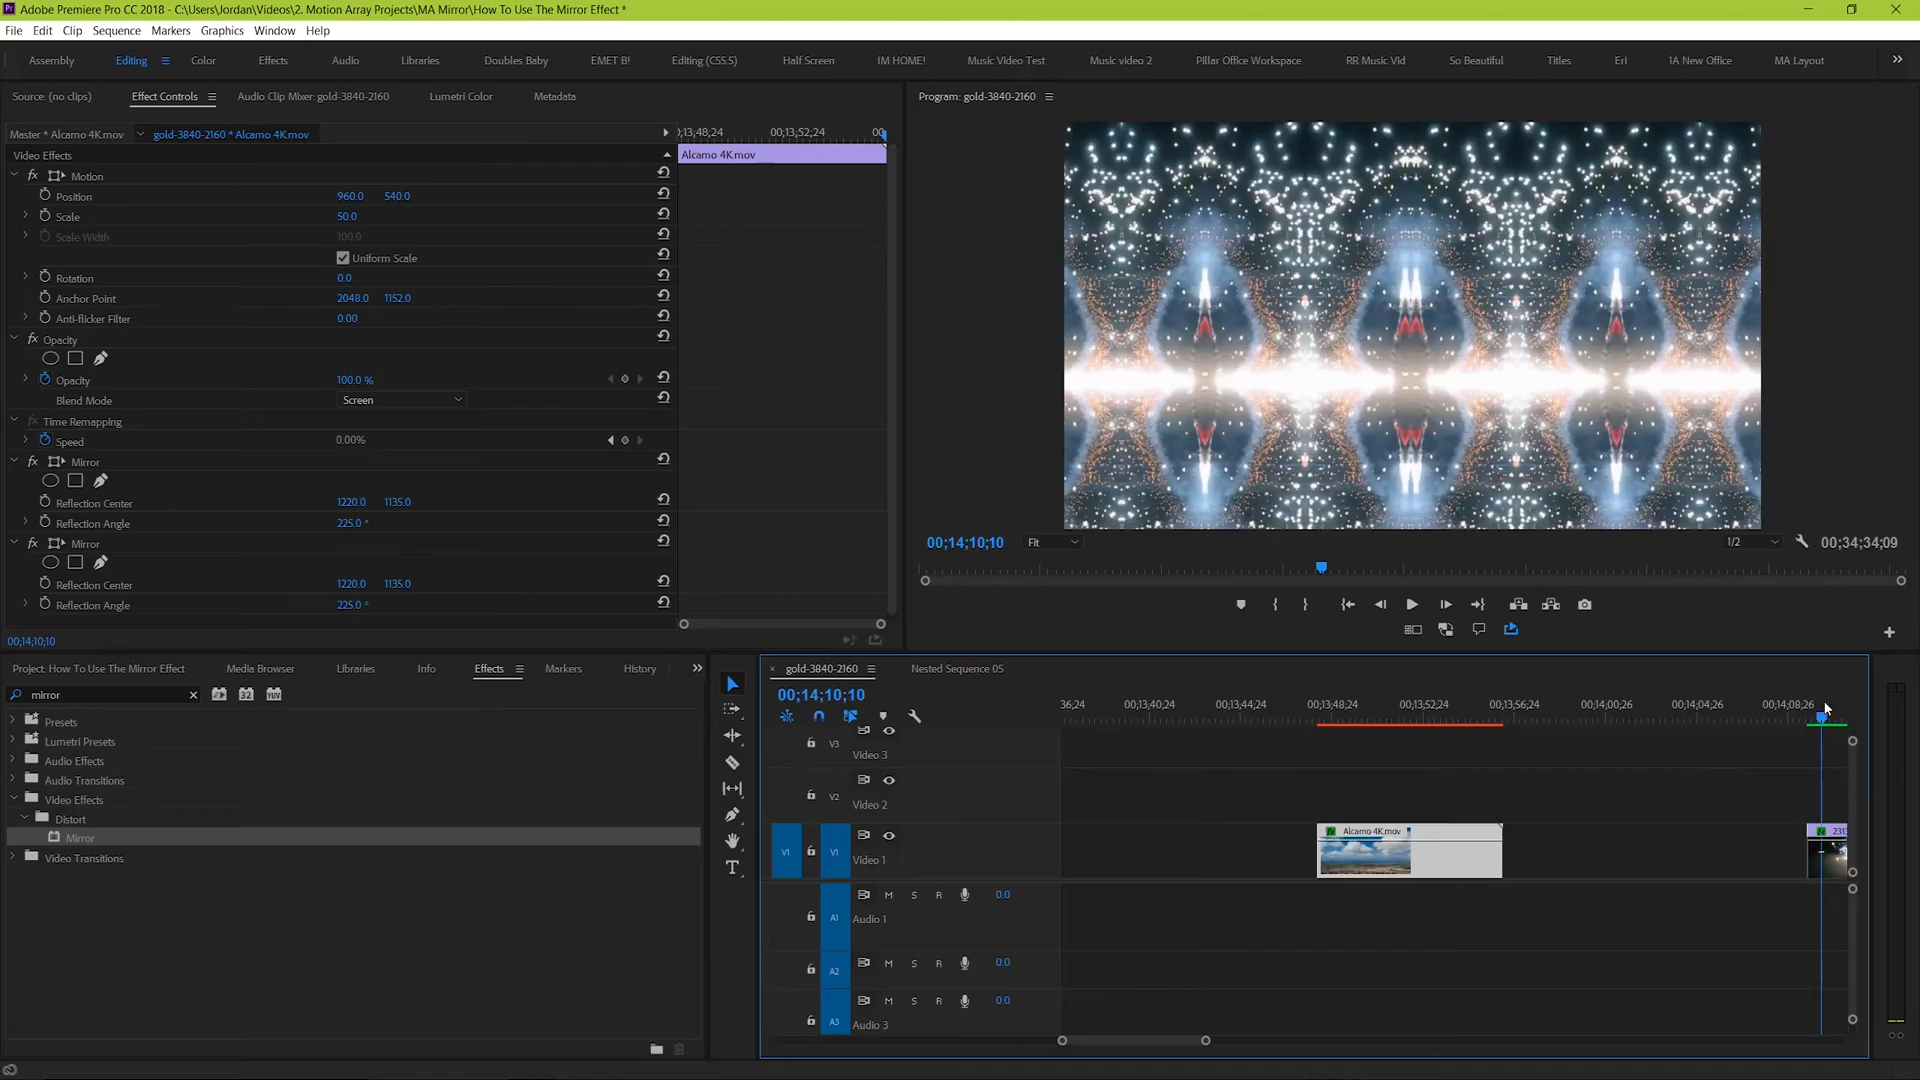 Adobe Premiere Pro CC 2018 - C:\Users\Jordan\Videos\2. Motion Array Projects\MA Mirror\How To Use The Mirror Effect *
File Edit Clip Sequence Markers Graphics Window Help
Assembly Editing Color Effects Audio Libraries Doubles Baby EMET B! Editing (CS5.5) Half Screen IM HOME! Music Video Test Music video 2 Pillar Office Workspace RR Music Vid So Beautiful Titles Erl 1A New Office MA Layout
Source: (no clips) Effect Controls Audio Clip Mixer: gold-3840-2160 Lumetri Color Metadata
Program: gold-3840-2160
Master * Alcamo 4K.mov gold-3840-2160 * Alcamo 4K.mov
;13;48;24 00;13;52;24 00;
Video Effects
Alcamo 4K.mov
fx Motion
Position 960.0 540.0
Scale 50.0
Scale Width 100.0
Uniform Scale
Rotation 0.0
Anchor Point 2048.0 1152.0
Anti-flicker Filter 0.00
fx Opacity
Opacity 100.0 %
Blend Mode Screen
fx Time Remapping
Speed 0.00%
fx Mirror
Reflection Center 1220.0 1135.0
Reflection Angle 225.0 °
fx Mirror
Reflection Center 1220.0 1135.0
Reflection Angle 225.0 °
00;14;10;10
00;14;10;10 Fit 1/2 00;34;34;09
Project: How To Use The Mirror Effect Media Browser Libraries Info Effects Markers History
mirror
32 YUV
Presets
Lumetri Presets
Audio Effects
Audio Transitions
Video Effects
Distort
Mirror
Video Transitions
T
gold-3840-2160 Nested Sequence 05
00;14;10;10
36;24 00;13;40;24 00;13;44;24 00;13;48;24 00;13;52;24 00;13;56;24 00;14;00;26 00;14;04;26 00;14;08;26
V3
Video 3
V2
Video 2
V1 V1
Video 1
fx Alcamo 4K.mov
fx 231
A1 M S R 0.0
Audio 1
A2 M S R 0.0
A3 M S R 0.0
Audio 3